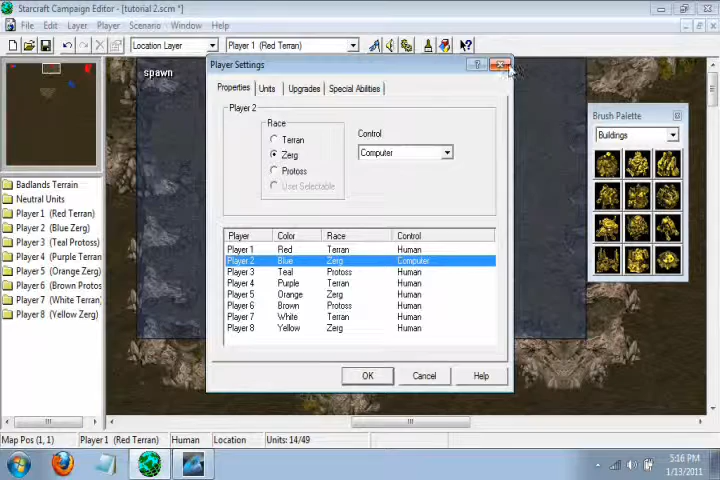 Starcraft Campaign Editor - [tutorial 2.scm *]
File Edit Layer Player Scenario Window Help
Location Layer
Player 1 (Red Terran)
spawn
Player Settings
Properties Units Upgrades Special Abilities
Player 2
Race
Terran
Zerg
Protoss
User Selectable
Control
Computer
Player Color Race Control
Player 1 Red Terran Human
Player 2 Blue Zerg Computer
Player 3 Teal Protoss Human
Player 4 Purple Terran Human
Player 5 Orange Zerg Human
Player 6 Brown Protoss Human
Player 7 White Terran Human
Player 8 Yellow Zerg Human
OK Cancel Help
Brush Palette
Buildings
Badlands Terrain
Neutral Units
Player 1 (Red Terran)
Player 2 (Blue Zerg)
Player 3 (Teal Protoss)
Player 4 (Purple Terran
Player 5 (Orange Zerg)
Player 6 (Brown Protos
Player 7 (White Terran)
Player 8 (Yellow Zerg)
Map Pos (1, 1) Player 1 (Red Terran) Human Location Units: 14/49
5:16 PM
1/13/2011